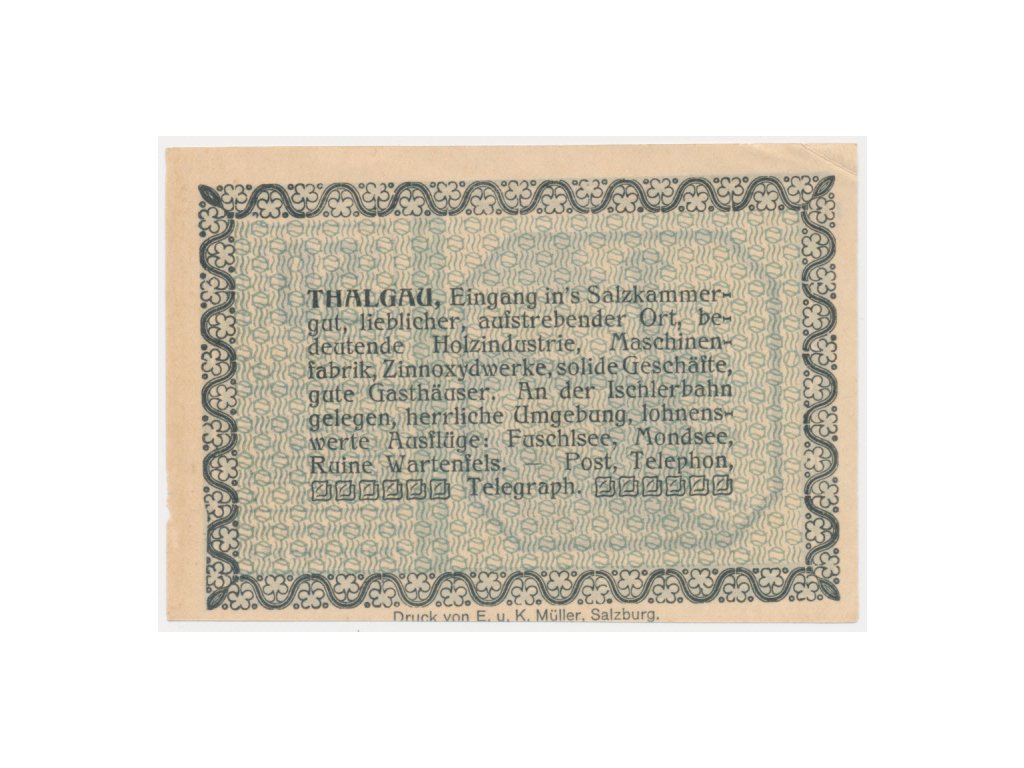 THALGAU, Eingang in's Salzkammer-
gut, lieblicher, aufstrebender Ort, be-
deutende Holzindustrie, Maschinen-
fabrik, Zinnoxydwerke, solide Geschäfte,
gute Gasthäuser. An der Ischlerbahn
gelegen, herrliche Umgebung, lohnens-
werte Ausflüge: Fuschlsee, Mondsee,
Ruine Wartenfels. — Post, Telephon,
Telegraph.
Druck von E. u. K. Müller, Salzburg.